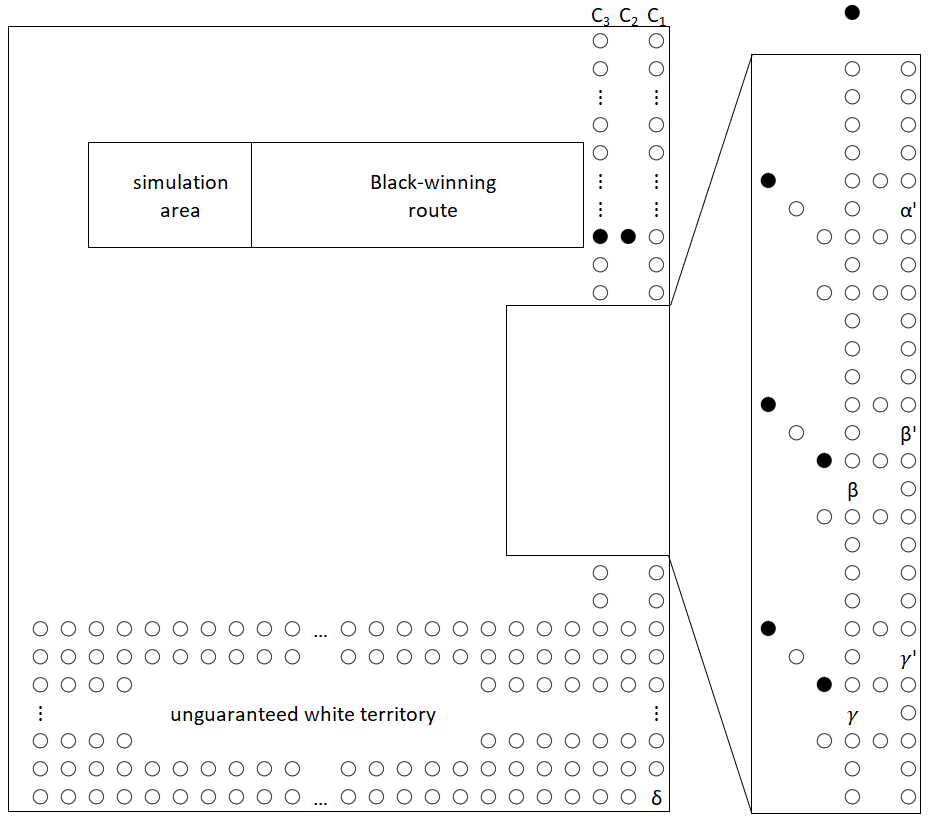 C₃ C₂ C₁
⋮ ⋮
simulation area
Black-winning route
⋮ ⋮
⋮ ⋮
α'
β'
β
γ'
γ
...
⋮ unguaranteed white territory ⋮
... δ